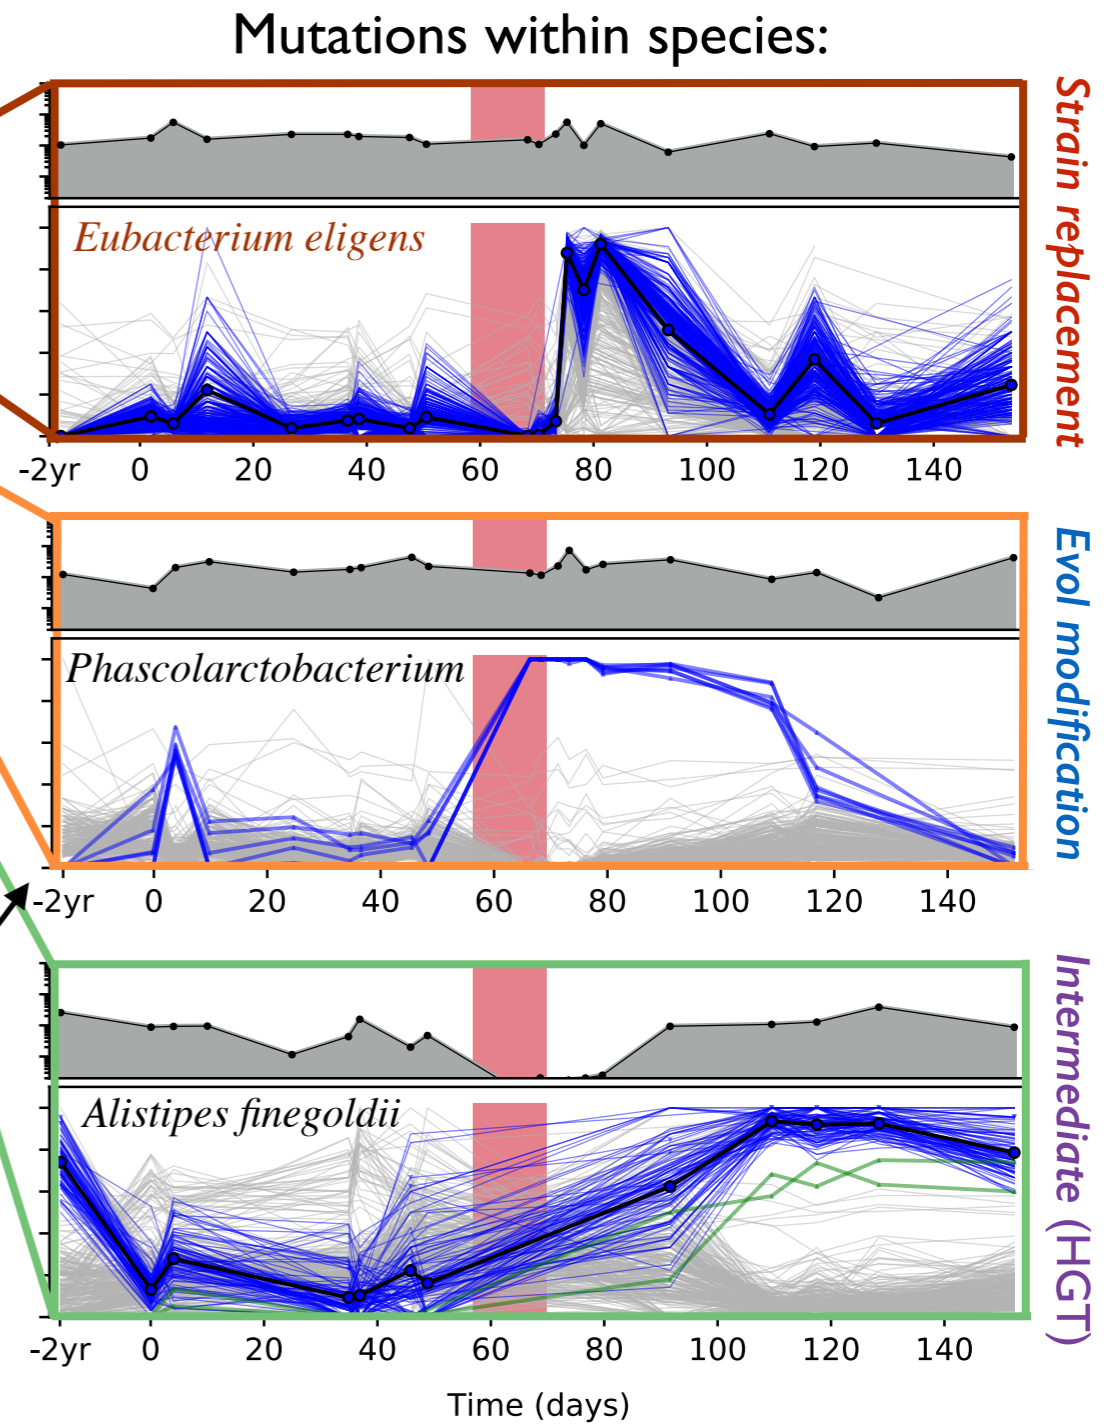 Mutations within species:
Strain replacement
Eubacterium eligens
-2yr 0 20 40 60 80 100 120 140
Evol modification
Phascolarctobacterium
-2yr 0 20 40 60 80 100 120 140
Intermediate (HGT)
Alistipes finegoldii
-2yr 0 20 40 60 80 100 120 140
Time (days)